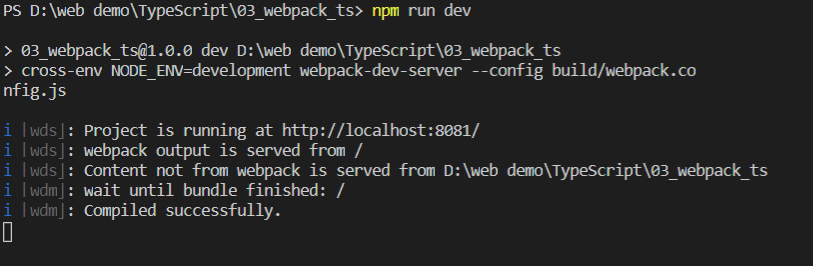 PS D:\web demo\TypeScript\03_webpack_ts> npm run dev
> 03_webpack_ts@1.0.0 dev D:\web demo\TypeScript\03_webpack_ts
> cross-env NODE_ENV=development webpack-dev-server --config build/webpack.co
nfig.js
i ｢wds｣: Project is running at http://localhost:8081/
i ｢wds｣: webpack output is served from /
i ｢wds｣: Content not from webpack is served from D:\web demo\TypeScript\03_webpack_ts
i ｢wdm｣: wait until bundle finished: /
i ｢wdm｣: Compiled successfully.